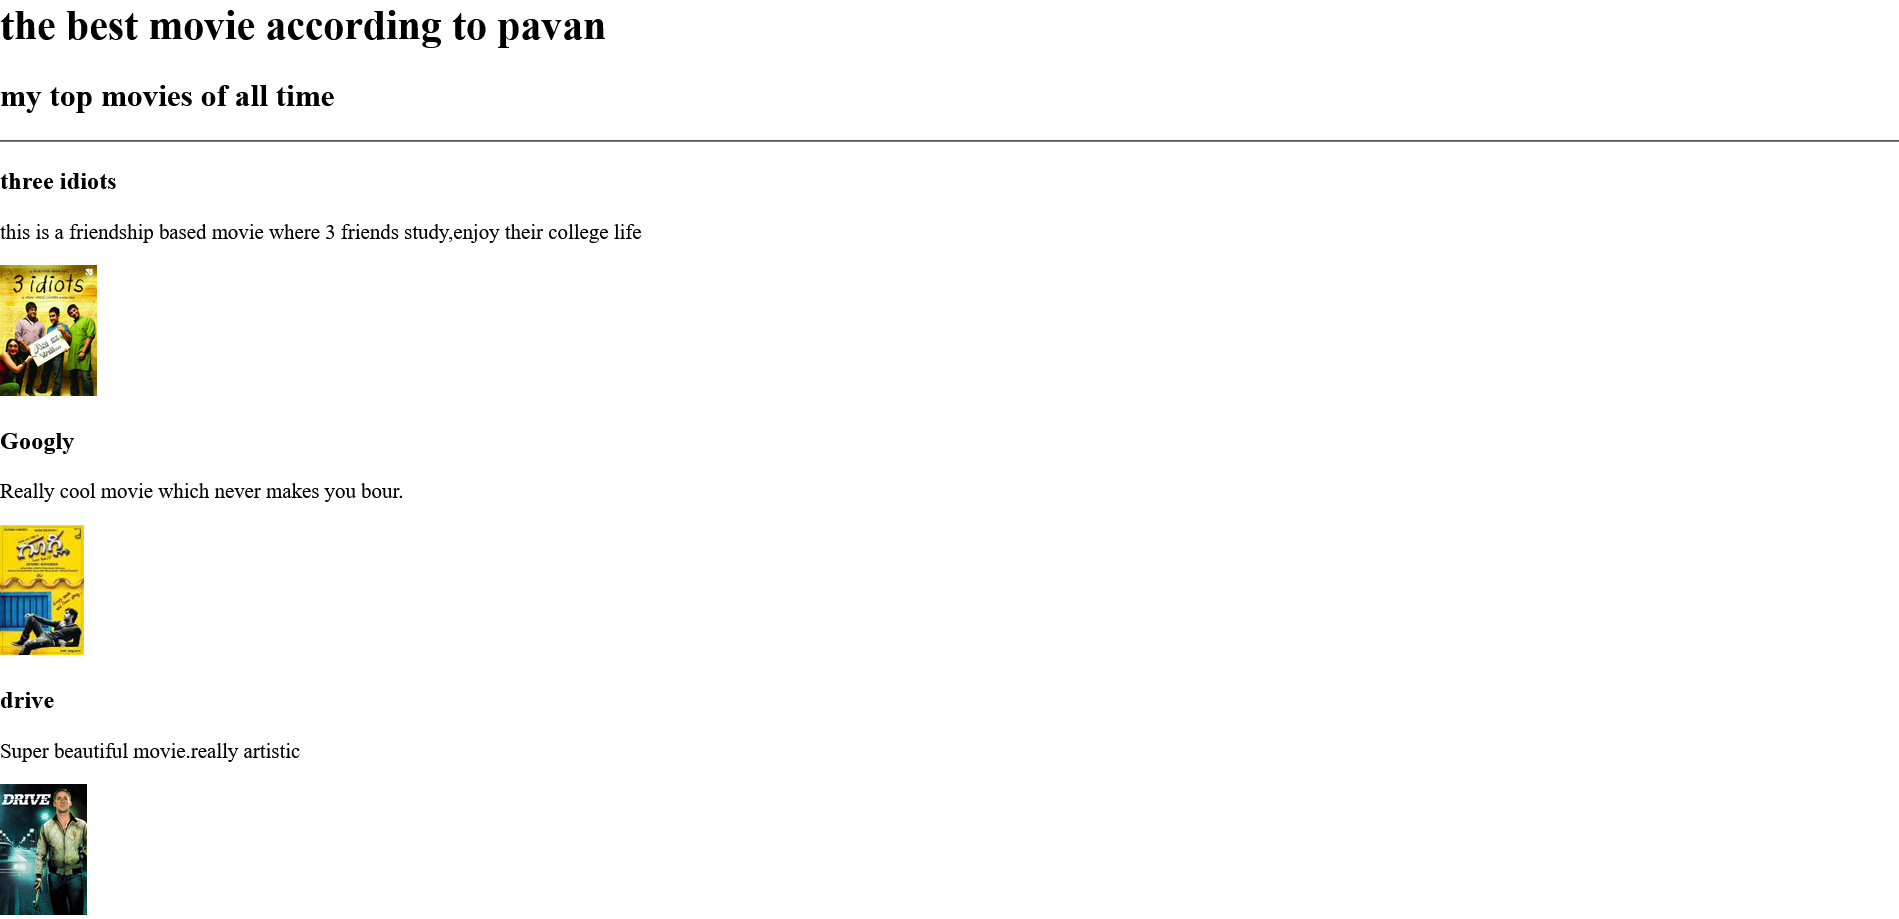 the best movie according to pavan
my top movies of all time
three idiots
this is a friendship based movie where 3 friends study,enjoy their college life
3 idiots
Googly
Really cool movie which never makes you bour.
ಗೂಗ್ಲಿ
drive
Super beautiful movie.really artistic
DRIVE